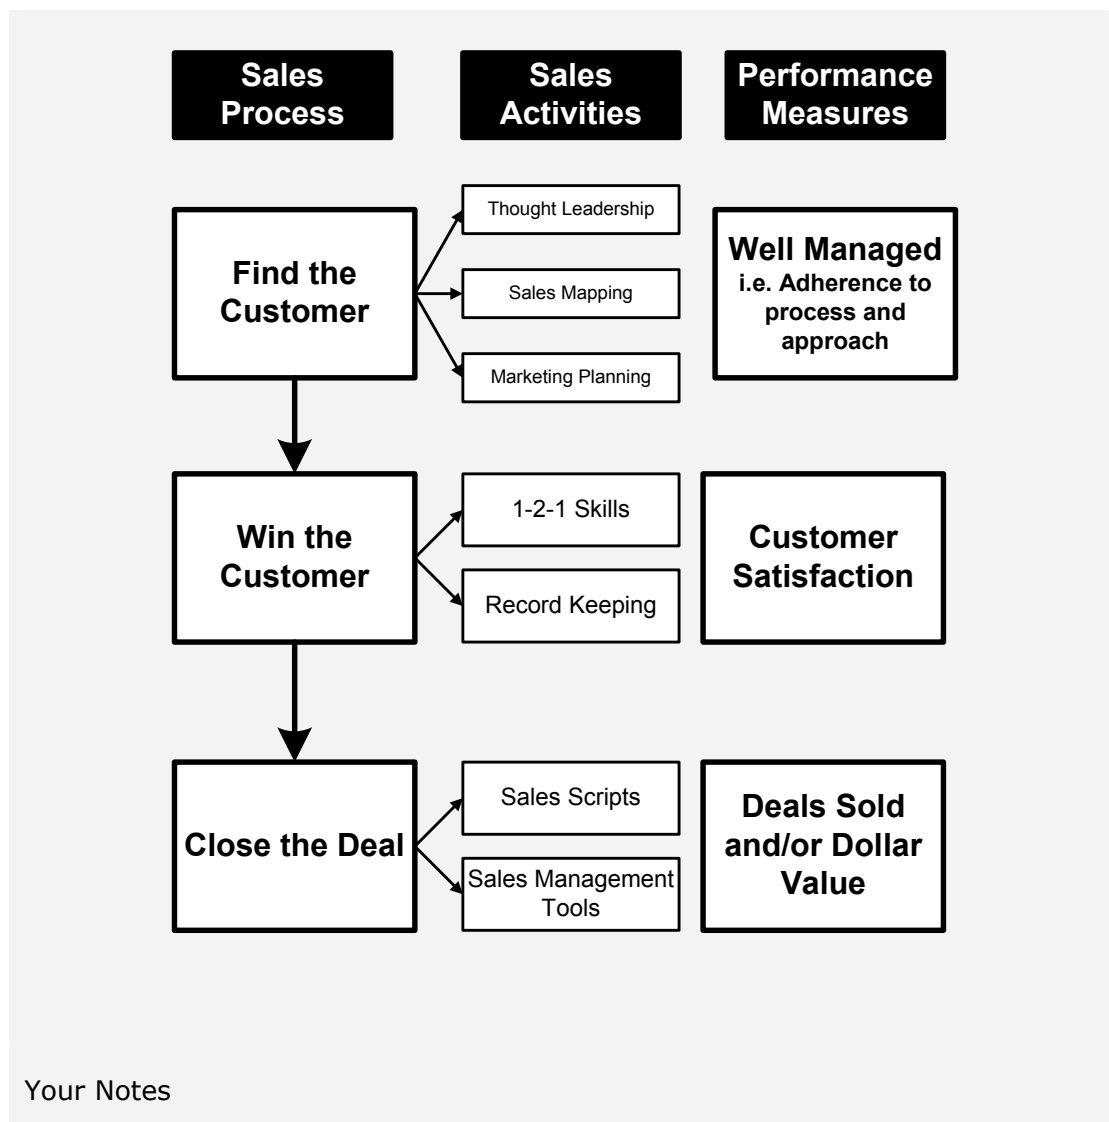 Sales
Process
Sales
Activities
Performance
Measures
Find the
Customer
Thought Leadership
Sales Mapping
Marketing Planning
Well Managed
i.e. Adherence to
process and
approach
Win the
Customer
1-2-1 Skills
Record Keeping
Customer
Satisfaction
Close the Deal
Sales Scripts
Sales Management
Tools
Deals Sold
and/or Dollar
Value
Your Notes